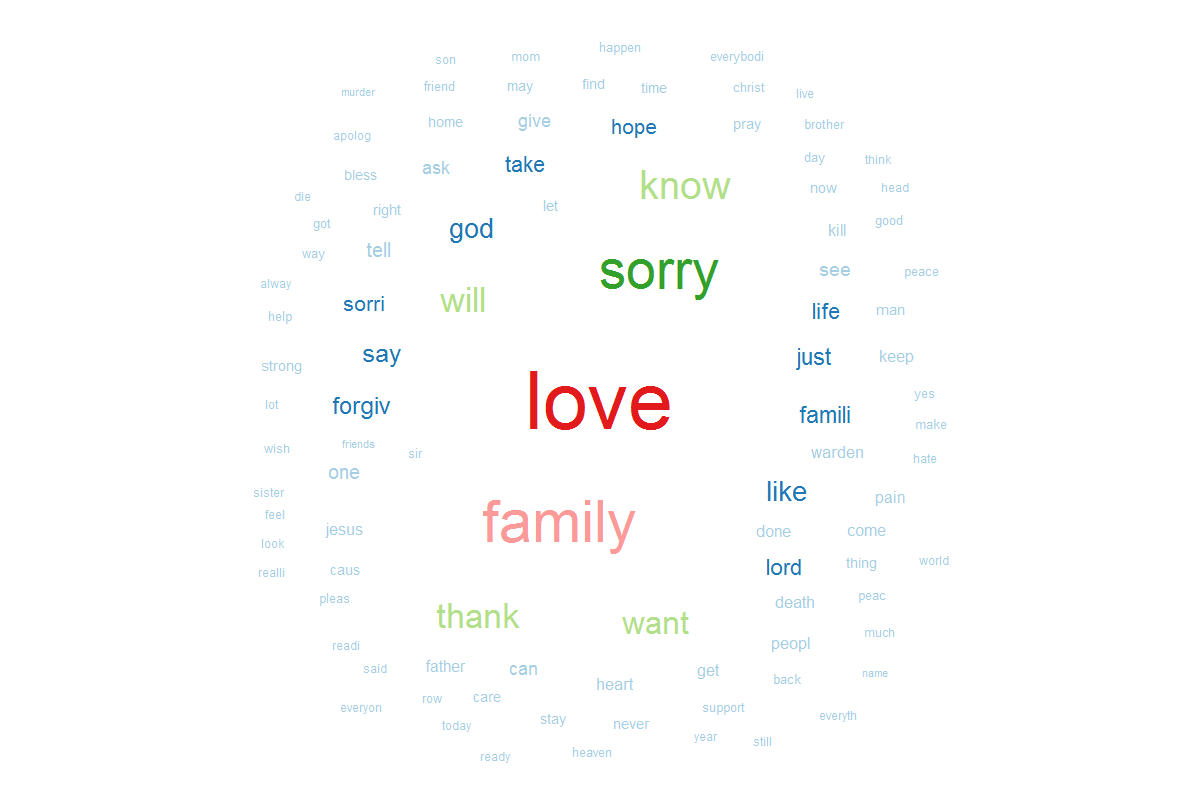 happen
son
mom
everybodi
murder
friend
may
find
time
christ
live
home
give
hope
pray
brother
apolog
bless
ask
take
know
day
think
die
right
let
now
head
got
god
kill
good
way
tell
sorry
see
peace
alway
help
sorri
will
life
man
strong
say
just
keep
lot
forgiv
love
famili
yes
make
wish
friends
sir
warden
hate
sister
one
like
pain
feel
jesus
family
done
come
look
realli
caus
lord
thing
world
pleas
thank
want
death
peac
readi
peopl
much
said
father
can
heart
get
back
name
everyon
row
care
support
everyth
today
stay
never
year
still
ready
heaven